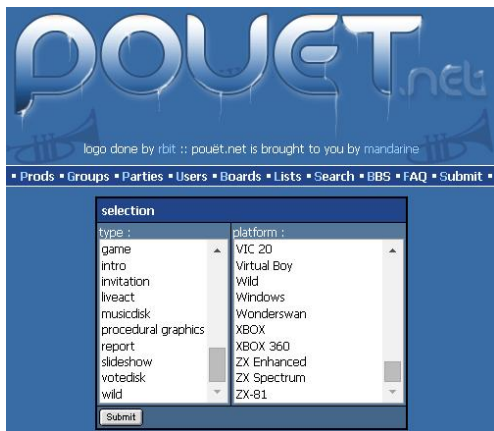 POUET.net
logo done by rbit :: pouët.net is brought to you by mandarine
▪ Prods ▪ Groups ▪ Parties ▪ Users ▪ Boards ▪ Lists ▪ Search ▪ BBS ▪ FAQ ▪ Submit ▪
selection
type :
game
intro
invitation
liveact
musicdisk
procedural graphics
report
slideshow
votedisk
wild
platform :
VIC 20
Virtual Boy
Wild
Windows
Wonderswan
XBOX
XBOX 360
ZX Enhanced
ZX Spectrum
ZX-81
Submit